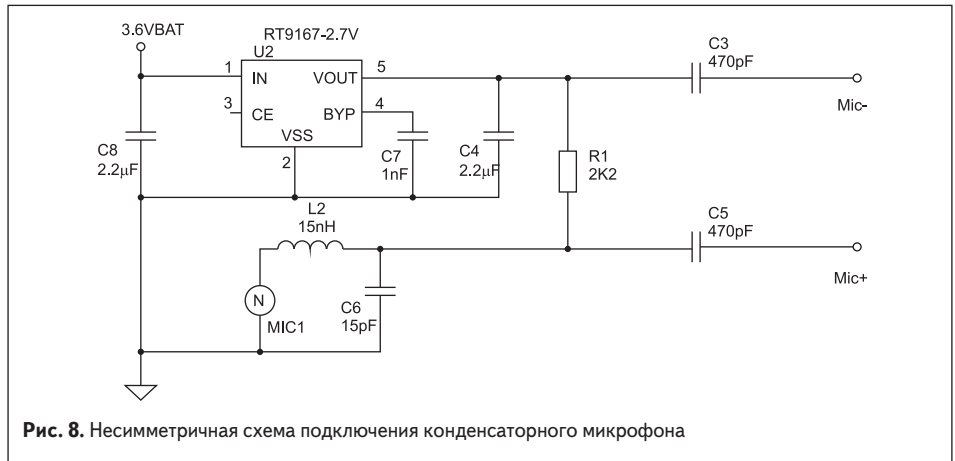 3.6VBAT
RT9167-2.7V
U2
1
IN
VOUT
5
3
CE
BYP
4
VSS
2
C8
2.2μF
C7
1nF
C4
2.2μF
R1
2K2
C3
470pF
Mic-
L2
15nH
C5
470pF
Mic+
N
MIC1
C6
15pF
Рис. 8. Несимметричная схема подключения конденсаторного микрофона